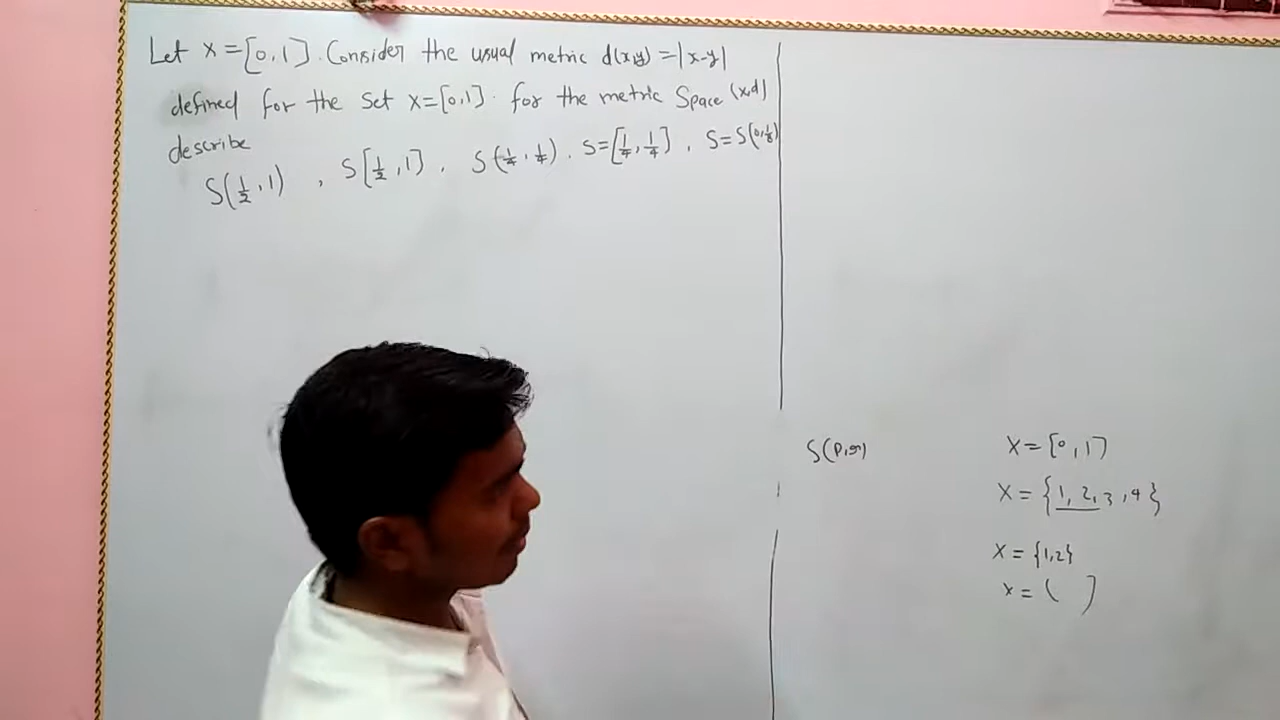 Let X = [0,1]. Consider the usual metric d(x,y) = |x-y|
defined for the set X=[0,1]. for the metric Space (x,d)
describe
S(1/2, 1) , S[1/2, 1] , S(1/4, 1/4) . S=[1/4, 1/4] , S=S(0,1/8)
S(p,r)
X = [0,1]
X = {1, 2, 3, 4}
X = {1,2}
X = ( ]